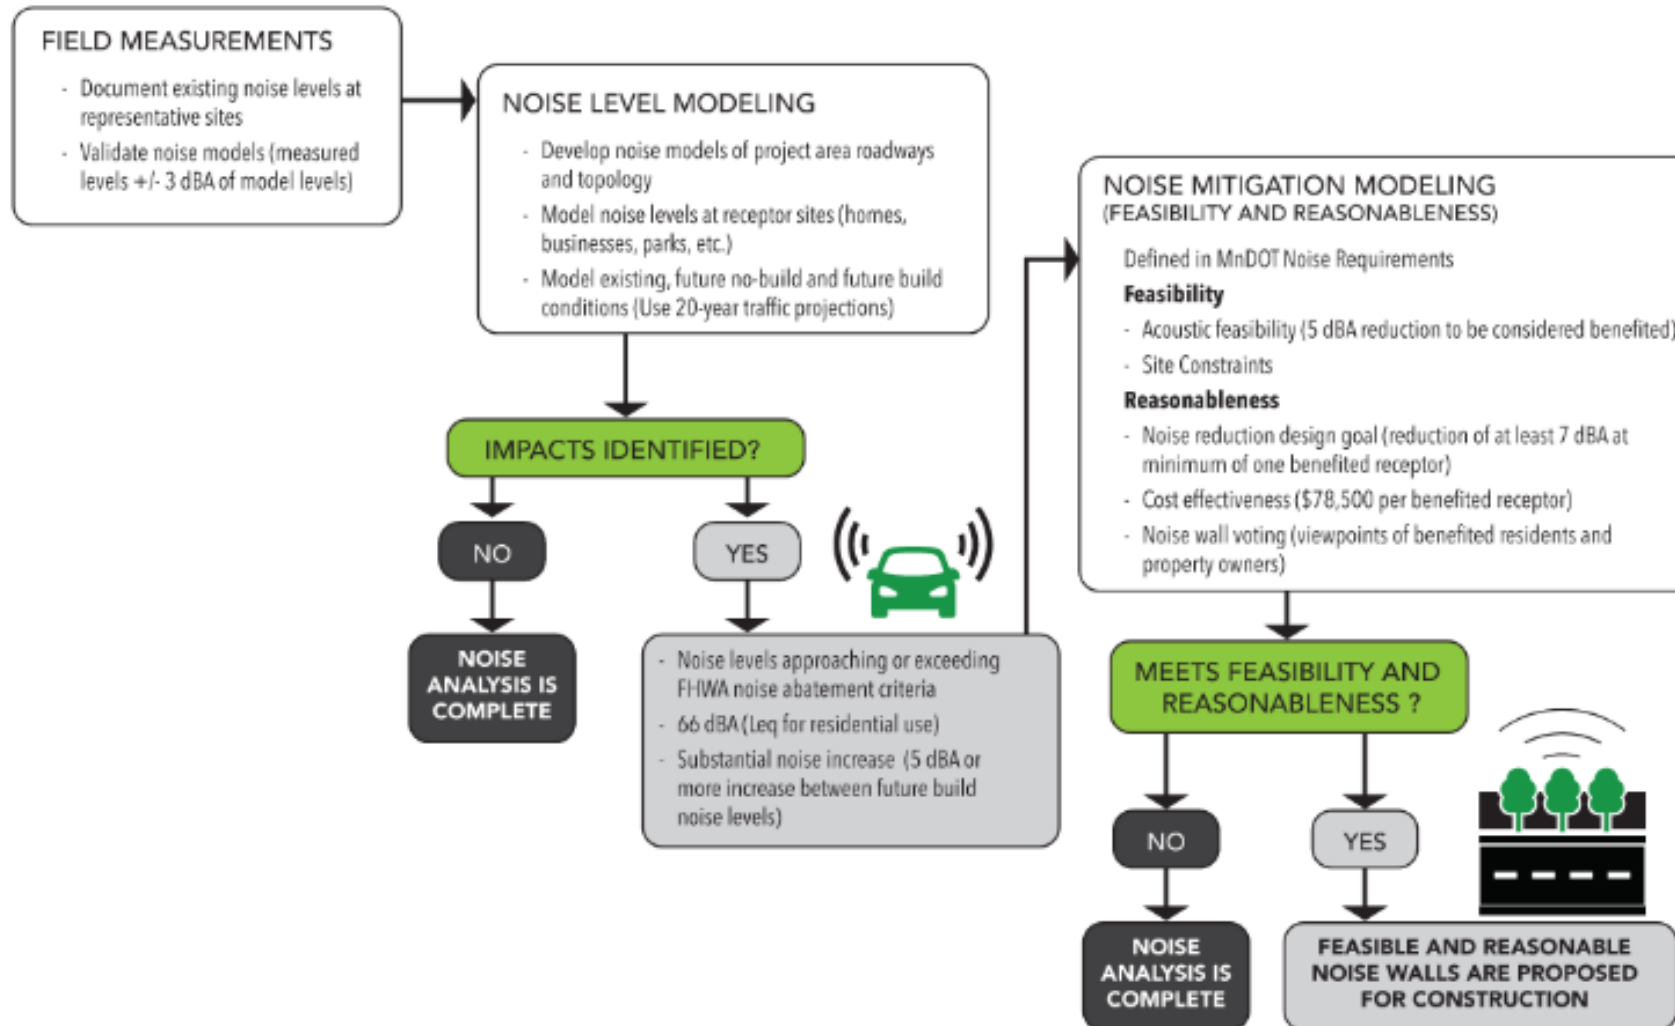 FIELD MEASUREMENTS
- Document existing noise levels at
representative sites
- Validate noise models (measured
levels +/- 3 dBA of model levels)
NOISE LEVEL MODELING
- Develop noise models of project area roadways
and topology
- Model noise levels at receptor sites (homes,
businesses, parks, etc.)
- Model existing, future no-build and future build
conditions (Use 20-year traffic projections)
IMPACTS IDENTIFIED?
NO
YES
NOISE
ANALYSIS IS
COMPLETE
- Noise levels approaching or exceeding
FHWA noise abatement criteria
- 66 dBA (Leq for residential use)
- Substantial noise increase (5 dBA or
more increase between future build
noise levels)
NOISE MITIGATION MODELING
(FEASIBILITY AND REASONABLENESS)
Defined in MnDOT Noise Requirements
Feasibility
- Acoustic feasibility (5 dBA reduction to be considered benefited)
- Site Constraints
Reasonableness
- Noise reduction design goal (reduction of at least 7 dBA at
minimum of one benefited receptor)
- Cost effectiveness ($78,500 per benefited receptor)
- Noise wall voting (viewpoints of benefited residents and
property owners)
MEETS FEASIBILITY AND
REASONABLENESS ?
NO
YES
NOISE
ANALYSIS IS
COMPLETE
FEASIBLE AND REASONABLE
NOISE WALLS ARE PROPOSED
FOR CONSTRUCTION